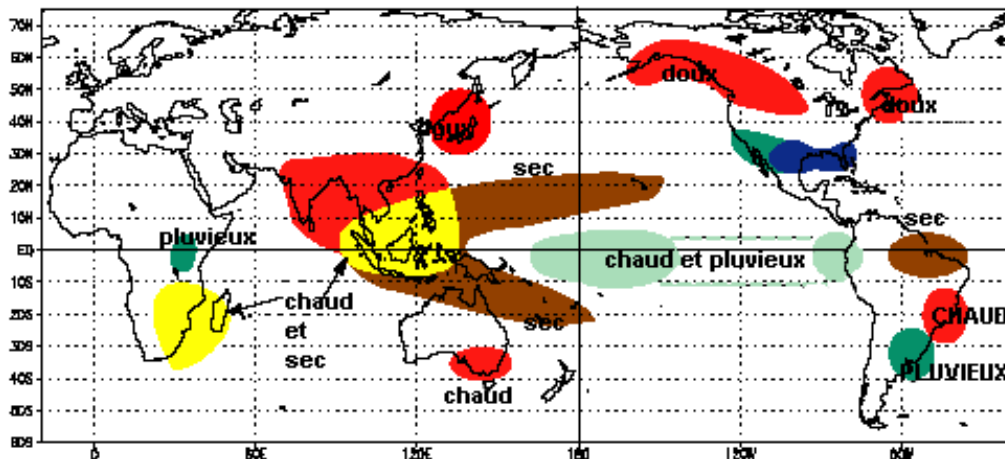 70N
60N
50N
40N
30N
20N
10N
EQ
10S
20S
30S
40S
50S
60S
doux
doux
doux
sec
sec
pluvieux
chaud et pluvieux
chaud
et
sec
sec
CHAUD
PLUVIEUX
chaud
0
60E
120E
180
120W
60W